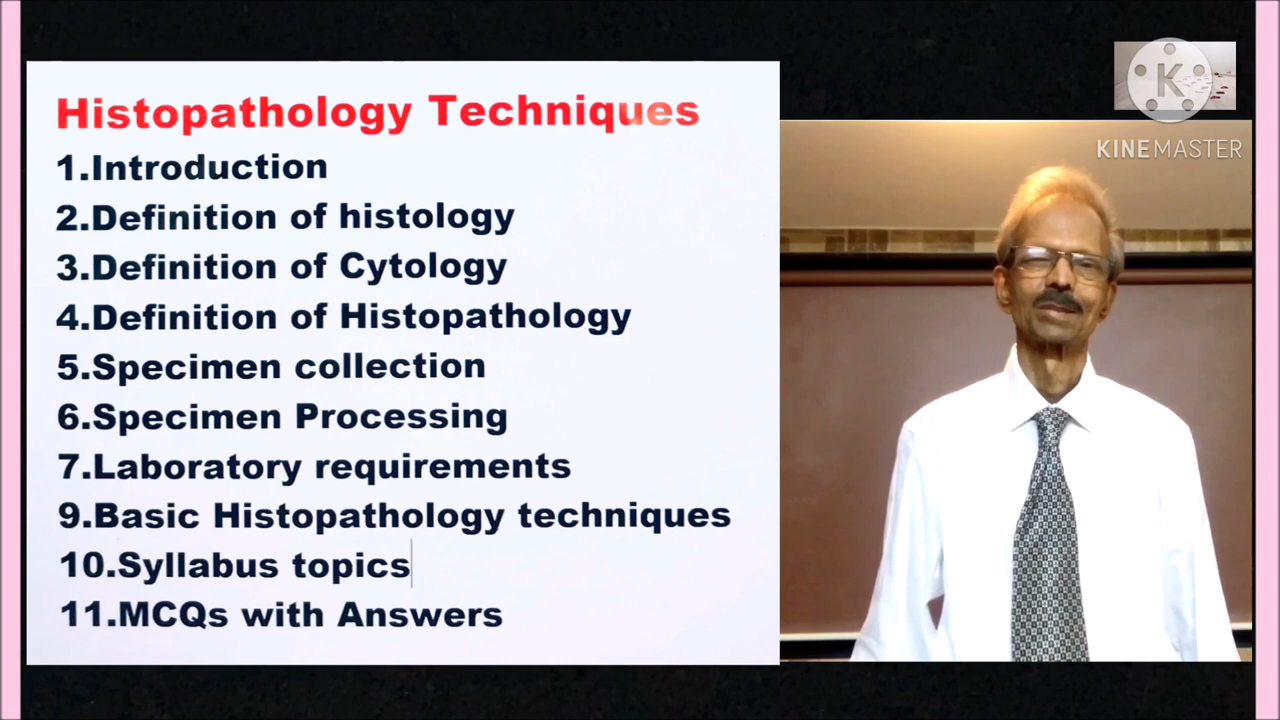 Histopathology Techniques
1.Introduction
2.Definition of histology
3.Definition of Cytology
4.Definition of Histopathology
5.Specimen collection
6.Specimen Processing
7.Laboratory requirements
9.Basic Histopathology techniques
10.Syllabus topics
11.MCQs with Answers
K
KINEMASTER